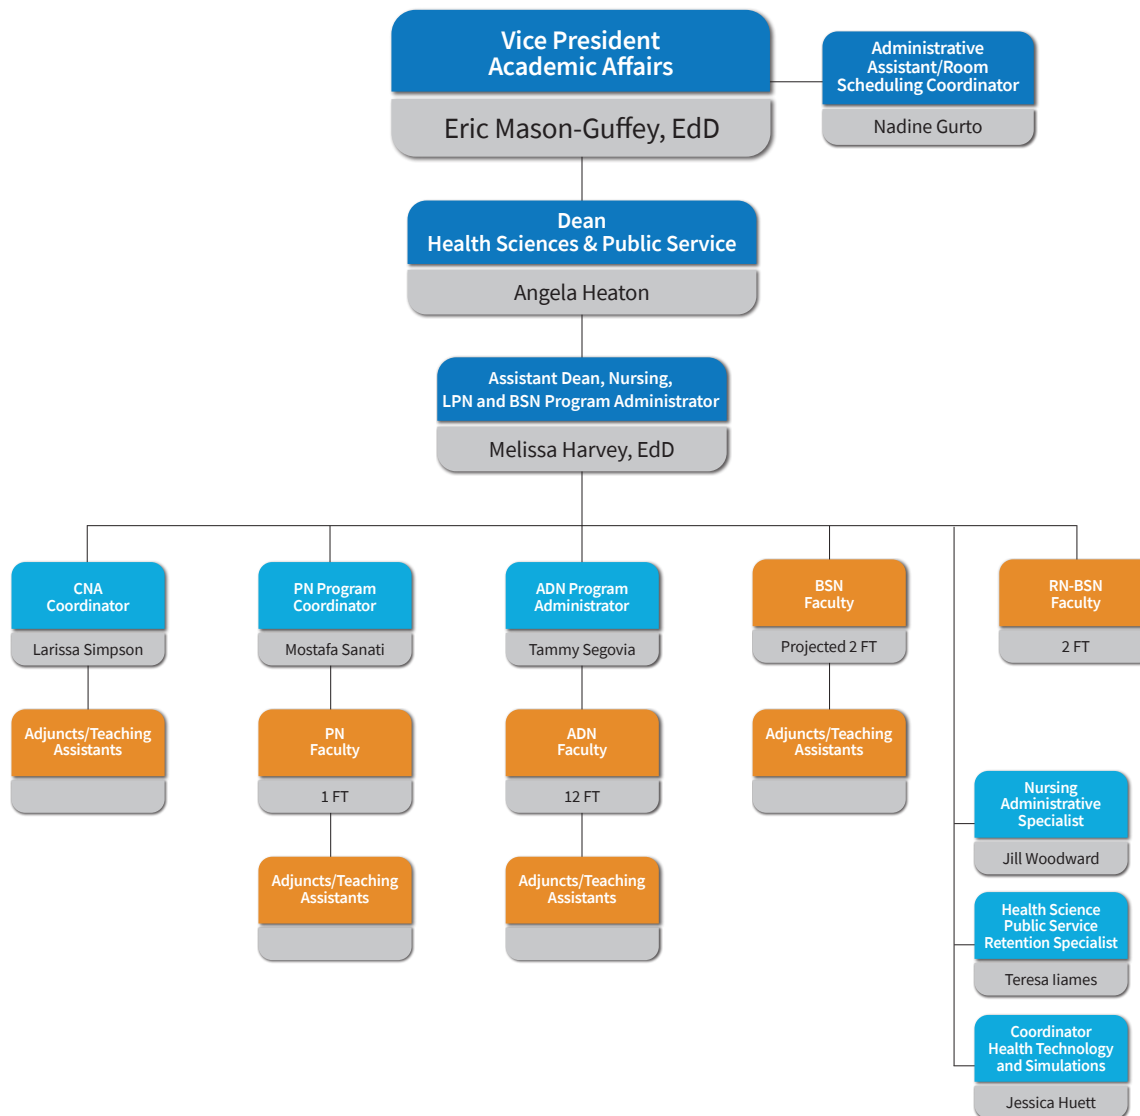 Vice President
Academic Affairs
Eric Mason-Guffey, EdD
Administrative
Assistant/Room
Scheduling Coordinator
Nadine Gurto
Dean
Health Sciences & Public Service
Angela Heaton
Assistant Dean, Nursing,
LPN and BSN Program Administrator
Melissa Harvey, EdD
CNA
Coordinator
Larissa Simpson
PN Program
Coordinator
Mostafa Sanati
ADN Program
Administrator
Tammy Segovia
BSN
Faculty
Projected 2 FT
RN-BSN
Faculty
2 FT
Adjuncts/Teaching
Assistants
PN
Faculty
1 FT
ADN
Faculty
12 FT
Adjuncts/Teaching
Assistants
Adjuncts/Teaching
Assistants
Adjuncts/Teaching
Assistants
Nursing
Administrative
Specialist
Jill Woodward
Health Science
Public Service
Retention Specialist
Teresa Iiames
Coordinator
Health Technology
and Simulations
Jessica Huett